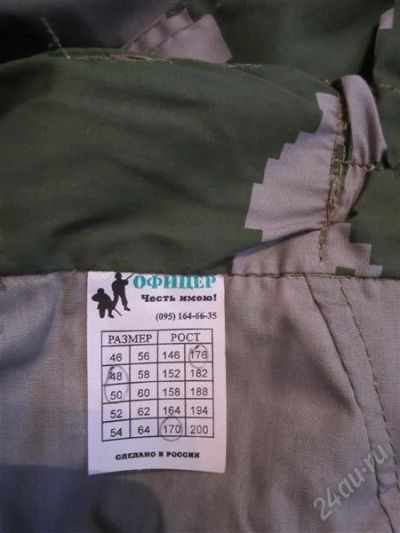 ОФИЦЕР
Честь имею!
(095) 164-66-35
РАЗМЕР РОСТ
46 56 146 176
48 58 152 182
50 60 158 188
52 62 164 194
54 64 170 200
СДЕЛАНО В РОССИИ
24au.ru